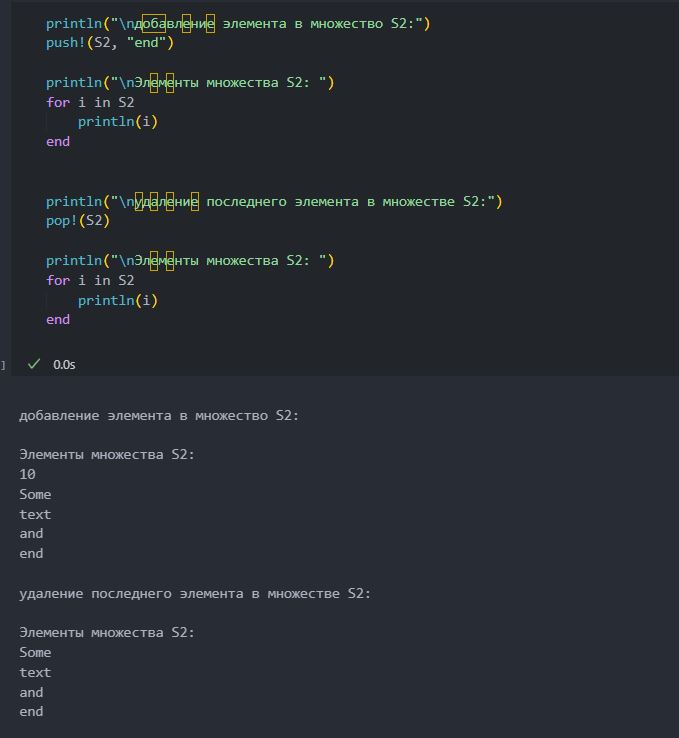 println("\nдобавление элемента в множество S2:")
push!(S2, "end")
println("\nЭлементы множества S2: ")
for i in S2
println(i)
end
println("\nудаление последнего элемента в множестве S2:")
pop!(S2)
println("\nЭлементы множества S2: ")
for i in S2
println(i)
end
] ✓ 0.0s
добавление элемента в множество S2:
Элементы множества S2:
10
Some
text
and
end
удаление последнего элемента в множестве S2:
Элементы множества S2:
Some
text
and
end